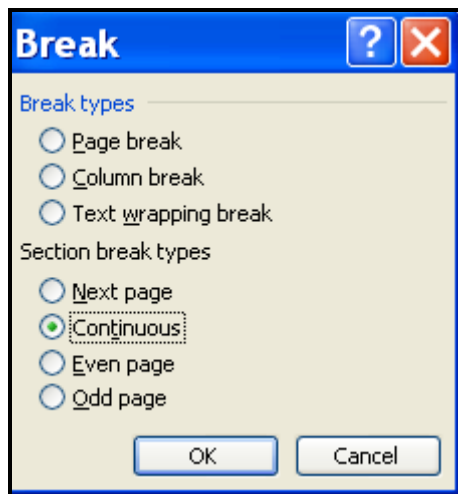 Break
?
Break types
Page break
Column break
Text wrapping break
Section break types
Next page
Continuous
Even page
Odd page
OK Cancel